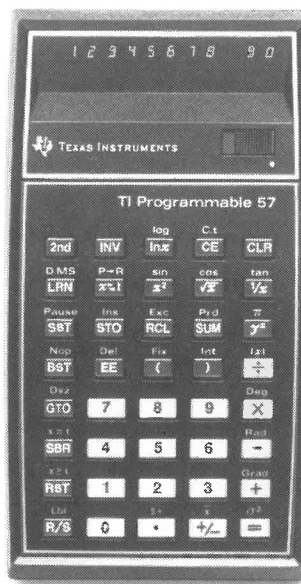 1 2 3 4 5 6 7 8 9 0
TEXAS INSTRUMENTS
TI Programmable 57
log C.t
2nd INV lnx CE CLR
D.MS P→R sin cos tan
LRN x⇄t x² √x 1/x
Pause Ins Exc Prd π
SST STO RCL SUM yˣ
Nop Del Fix Int |x|
BST EE ( ) ÷
Dsz Deg
GTO 7 8 9 X
x=t Rad
SBR 4 5 6 -
x≥t Grad
RST 1 2 3 +
Lbl Σ+ x̄ σ²
R/S 0 . +/- =